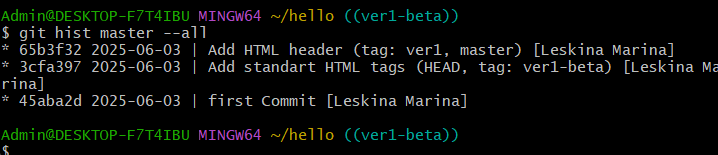 Admin@DESKTOP-F7T4IBU MINGW64 ~/hello ((ver1-beta))
$ git hist master --all
* 65b3f32 2025-06-03 | Add HTML header (tag: ver1, master) [Leskina Marina]
* 3cfa397 2025-06-03 | Add standart HTML tags (HEAD, tag: ver1-beta) [Leskina Ma
rina]
* 45aba2d 2025-06-03 | first Commit [Leskina Marina]
Admin@DESKTOP-F7T4IBU MINGW64 ~/hello ((ver1-beta))
$